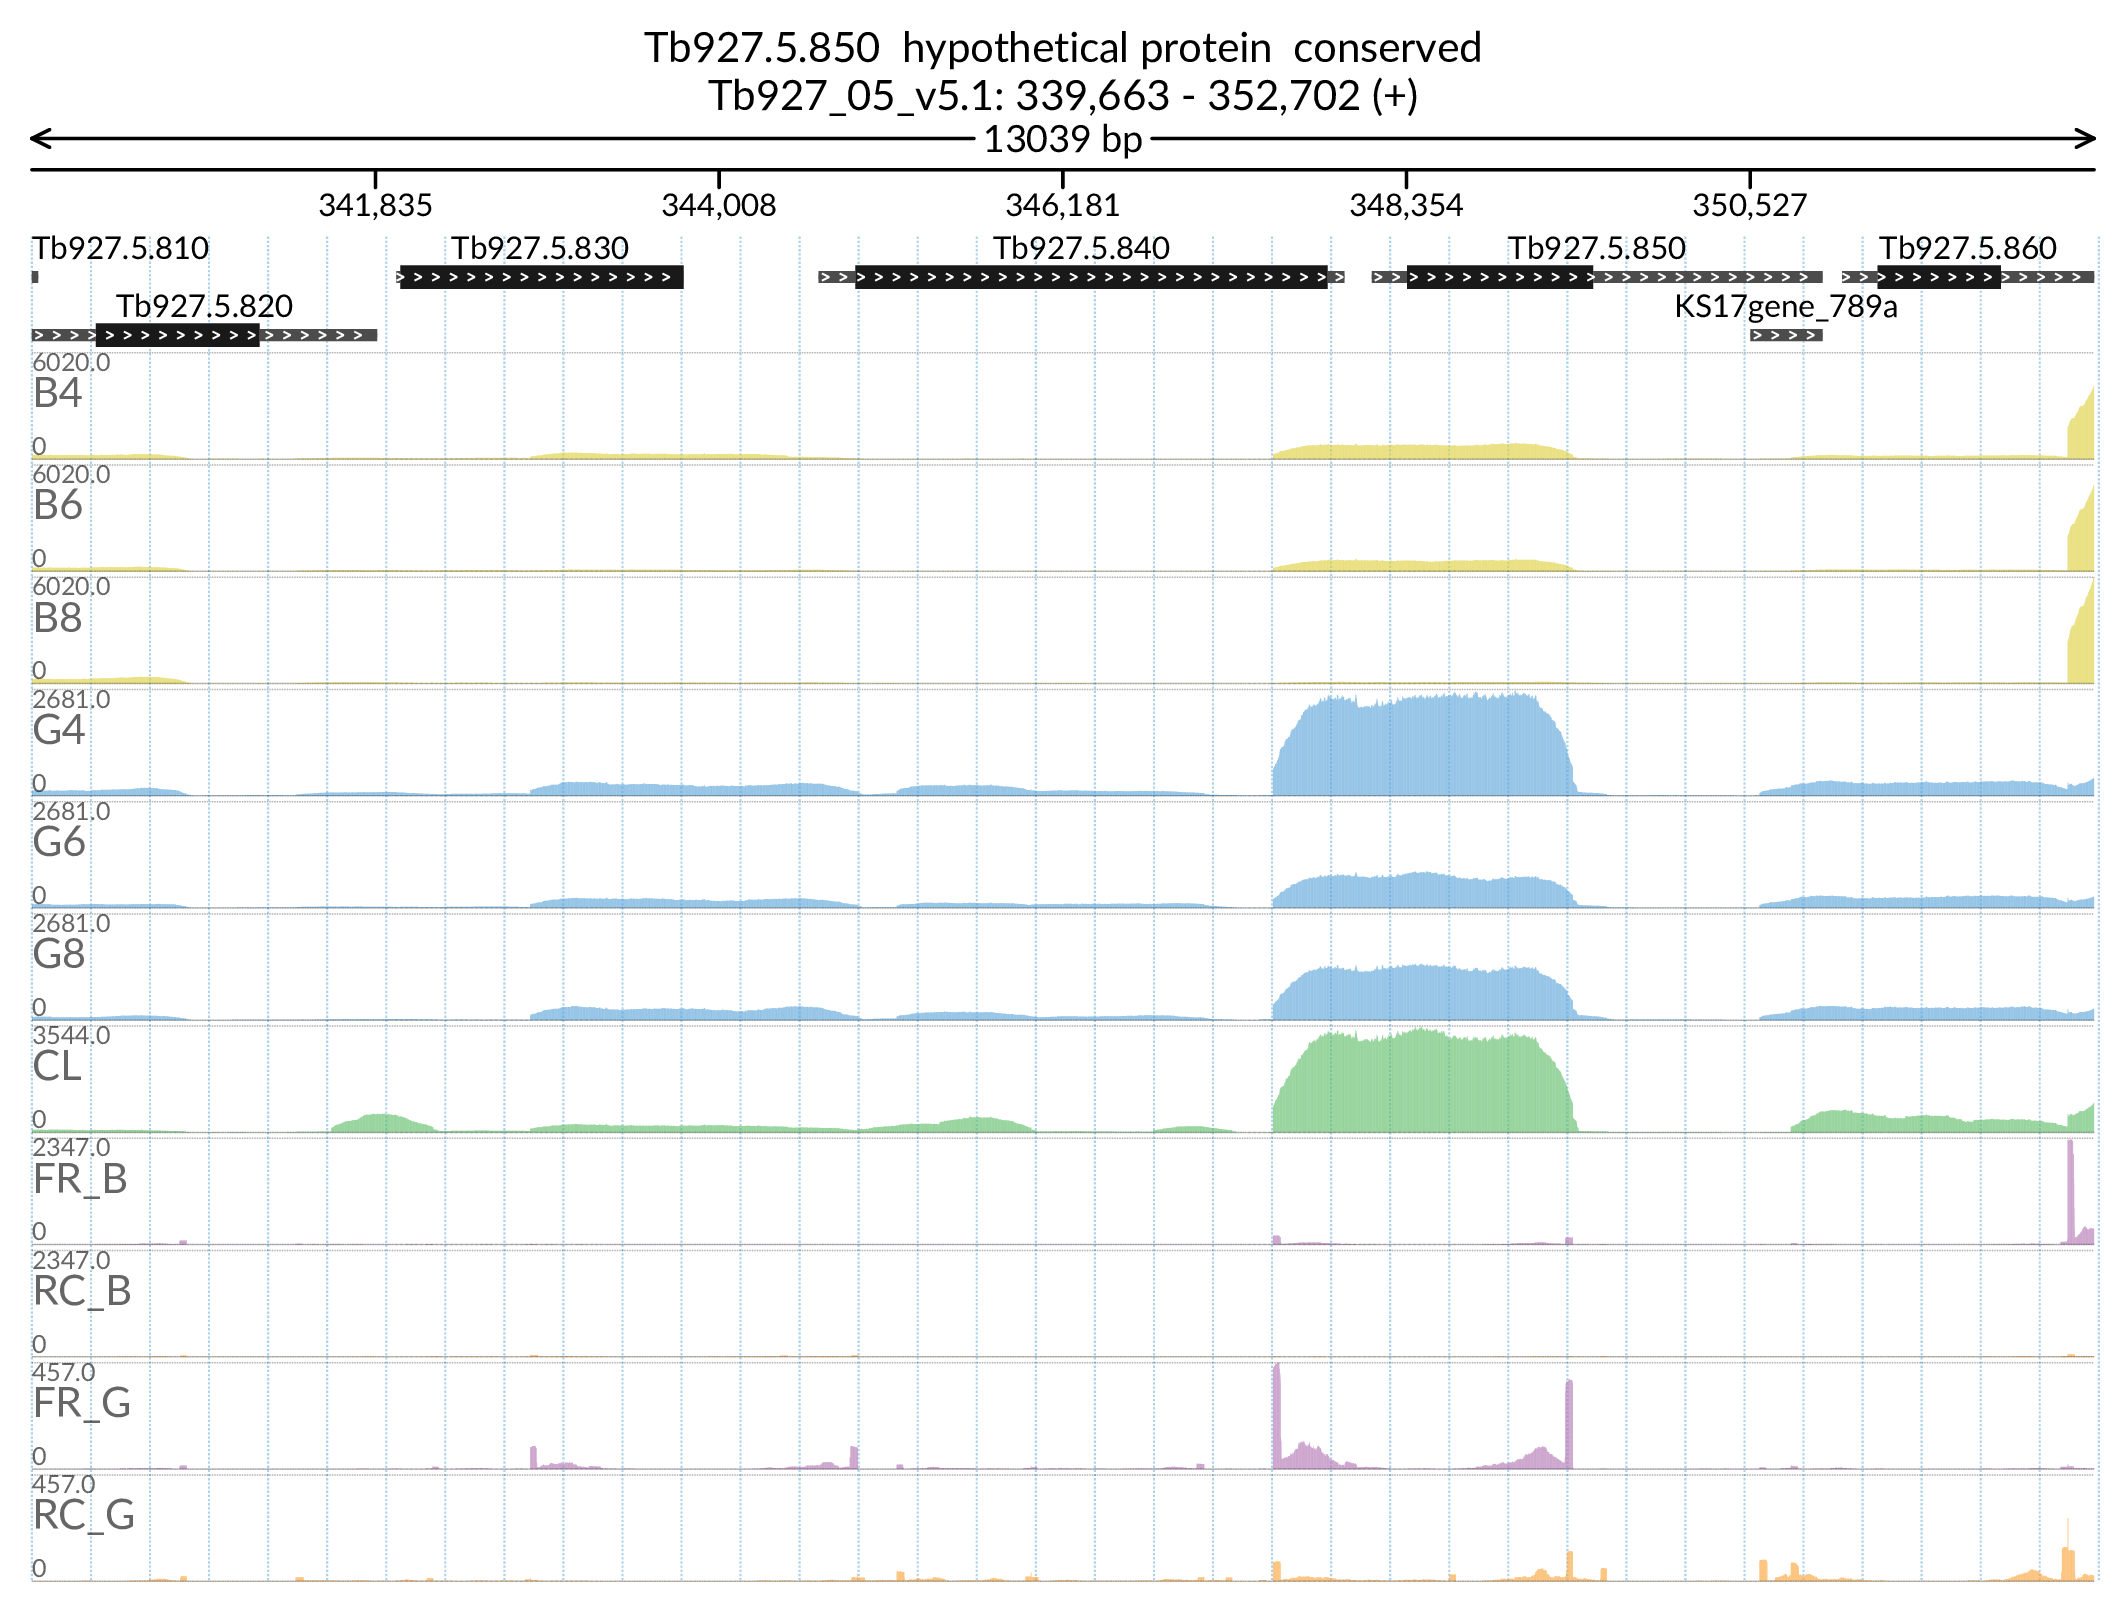 Tb927.5.850  hypothetical protein  conserved
Tb927_05_v5.1: 339,663 - 352,702 (+)
13039 bp
341,835 344,008 346,181 348,354 350,527
Tb927.5.810 Tb927.5.830 Tb927.5.840 Tb927.5.850 Tb927.5.860
Tb927.5.820 KS17gene_789a
6020.0
B4
0
6020.0
B6
0
6020.0
B8
0
2681.0
G4
0
2681.0
G6
0
2681.0
G8
0
3544.0
CL
0
2347.0
FR_B
0
2347.0
RC_B
0
457.0
FR_G
0
457.0
RC_G
0